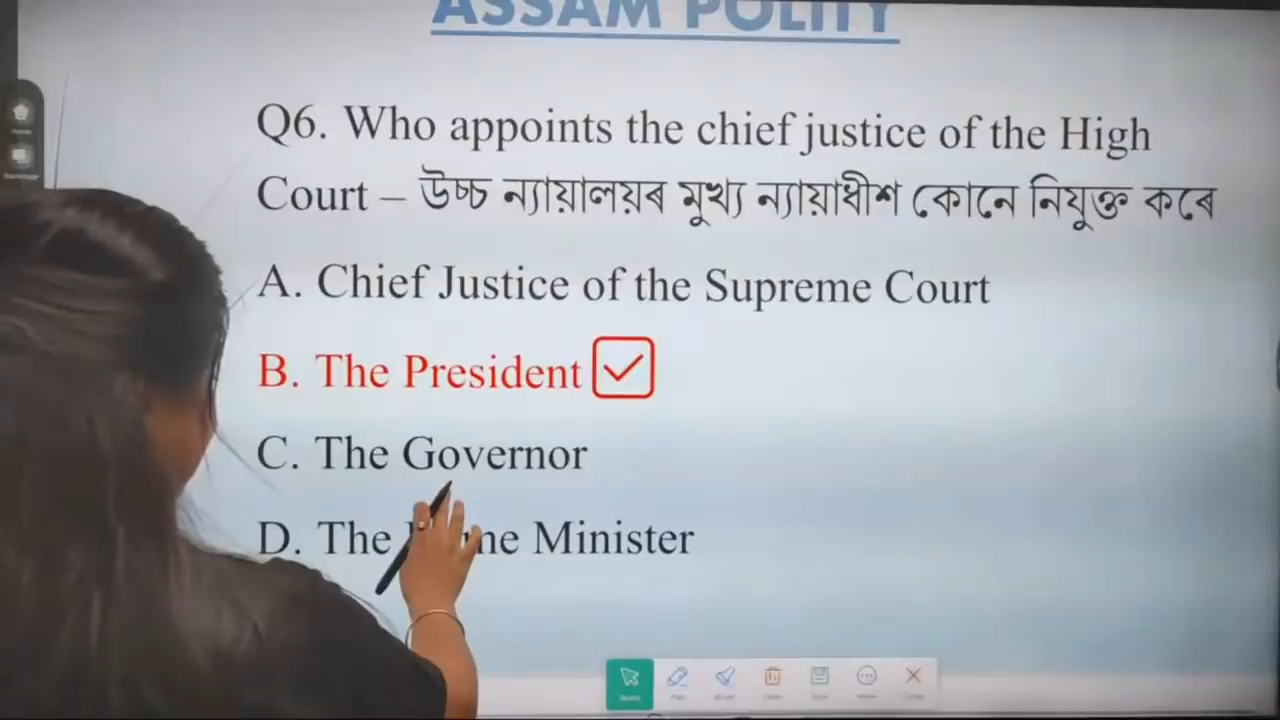 ASSAM POLITY
Q6. Who appoints the chief justice of the High
Court – উচ্চ ন্যায়ালয়ৰ মুখ্য ন্যায়াধীশ কোনে নিযুক্ত কৰে
A. Chief Justice of the Supreme Court
B. The President
C. The Governor
D. The Minister